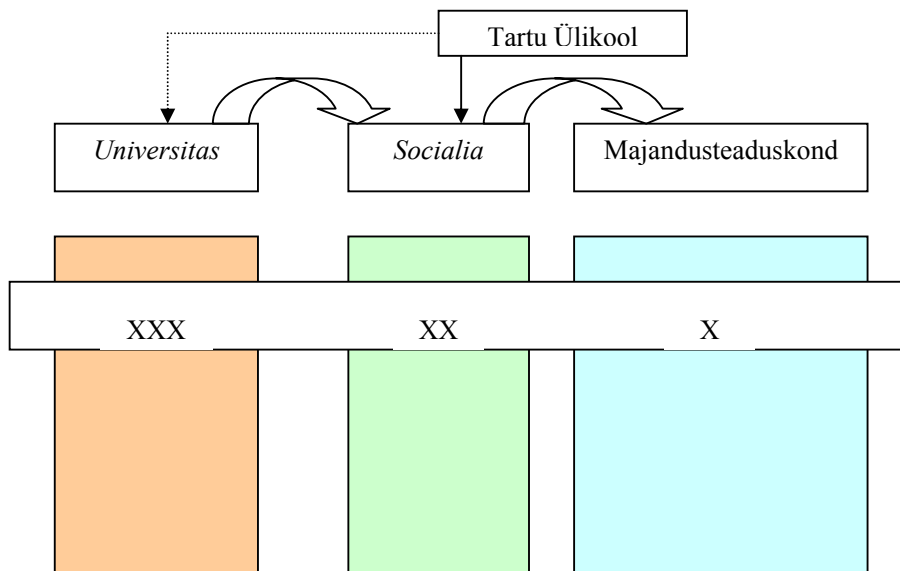 Tartu Ülikool
Universitas
Socialia
Majandusteaduskond
XXX
XX
X